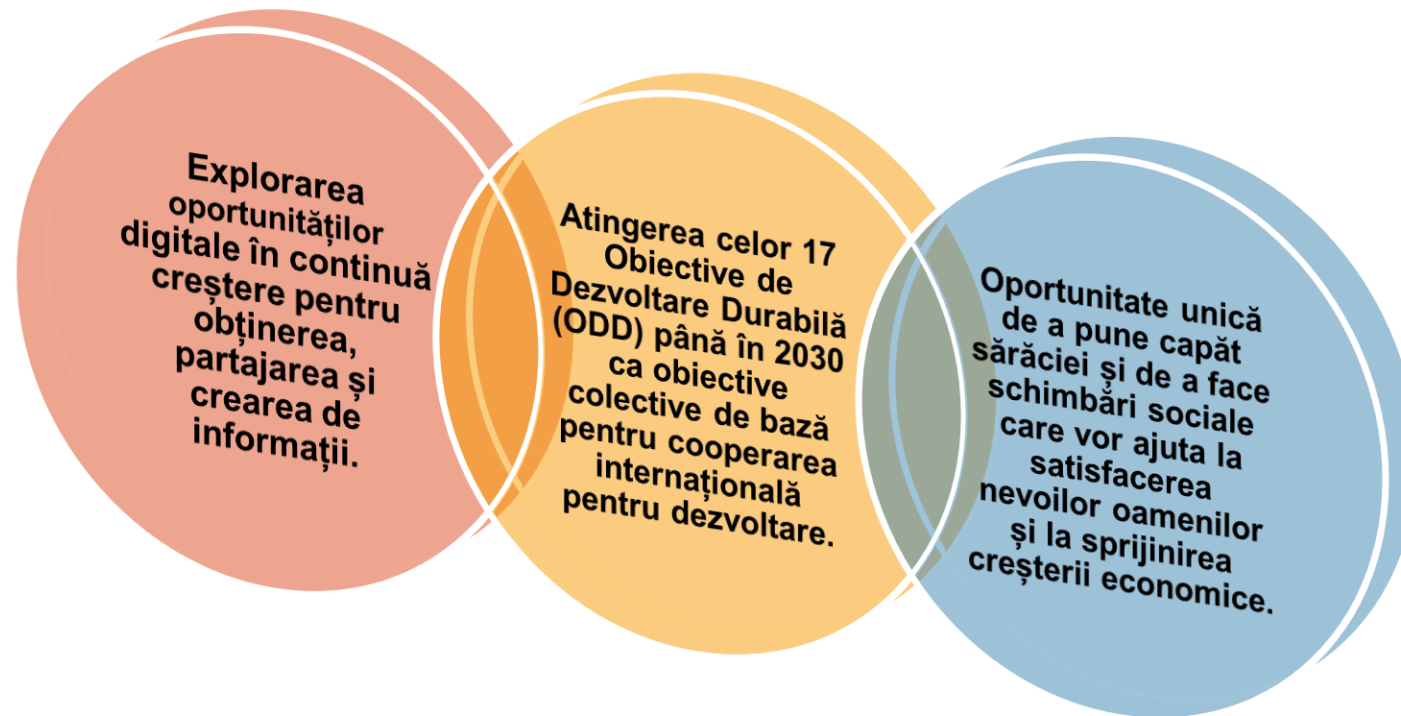 Explorarea
oportunităților
digitale în continuă
creștere pentru
obținerea,
partajarea și
crearea de
informații.
Atingerea celor 17
Obiective de
Dezvoltare Durabilă
(ODD) până în 2030
ca obiective
colective de bază
pentru cooperarea
internațională
pentru dezvoltare.
Oportunitate unică
de a pune capăt
sărăciei și de a face
schimbări sociale
care vor ajuta la
satisfacerea
nevoilor oamenilor
și la sprijinirea
creșterii economice.